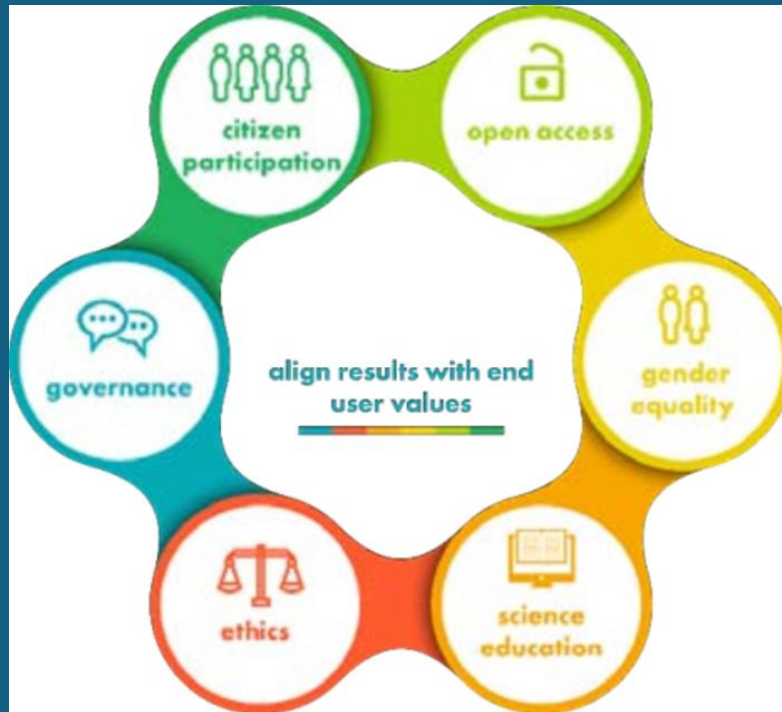 citizen
participation
open access
governance
align results with end
user values
gender
equality
ethics
science
education